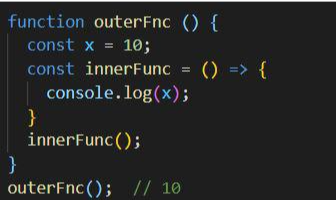 function outerFnc () {
  const x = 10;
  const innerFunc = () => {
    console.log(x);
  }
  innerFunc();
}
outerFnc();  // 10